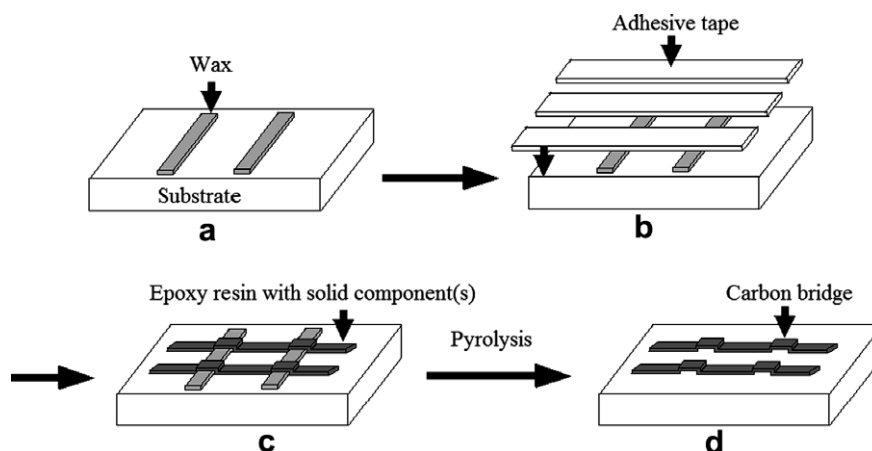 Wax
Substrate
a
Adhesive tape
b
Epoxy resin with solid component(s)
c
Pyrolysis
Carbon bridge
d